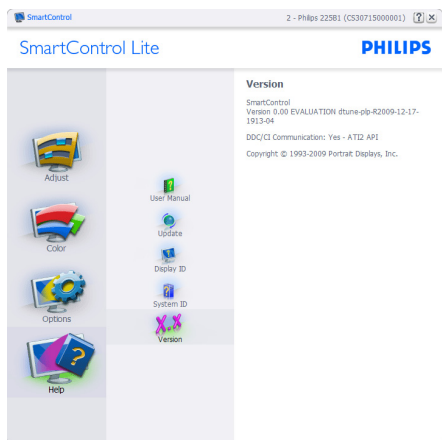 SmartControl
2 - Philips 225B1 (CS30715000001)
SmartControl Lite
PHILIPS
Adjust
Color
Options
Help
User Manual
Update
Display ID
System ID
X.X
Version
Version
SmartControl
Version 0.00 EVALUATION dtune-plp-R2009-12-17-
1913-04
DDC/CI Communication: Yes - ATI2 API
Copyright © 1993-2009 Portrait Displays, Inc.